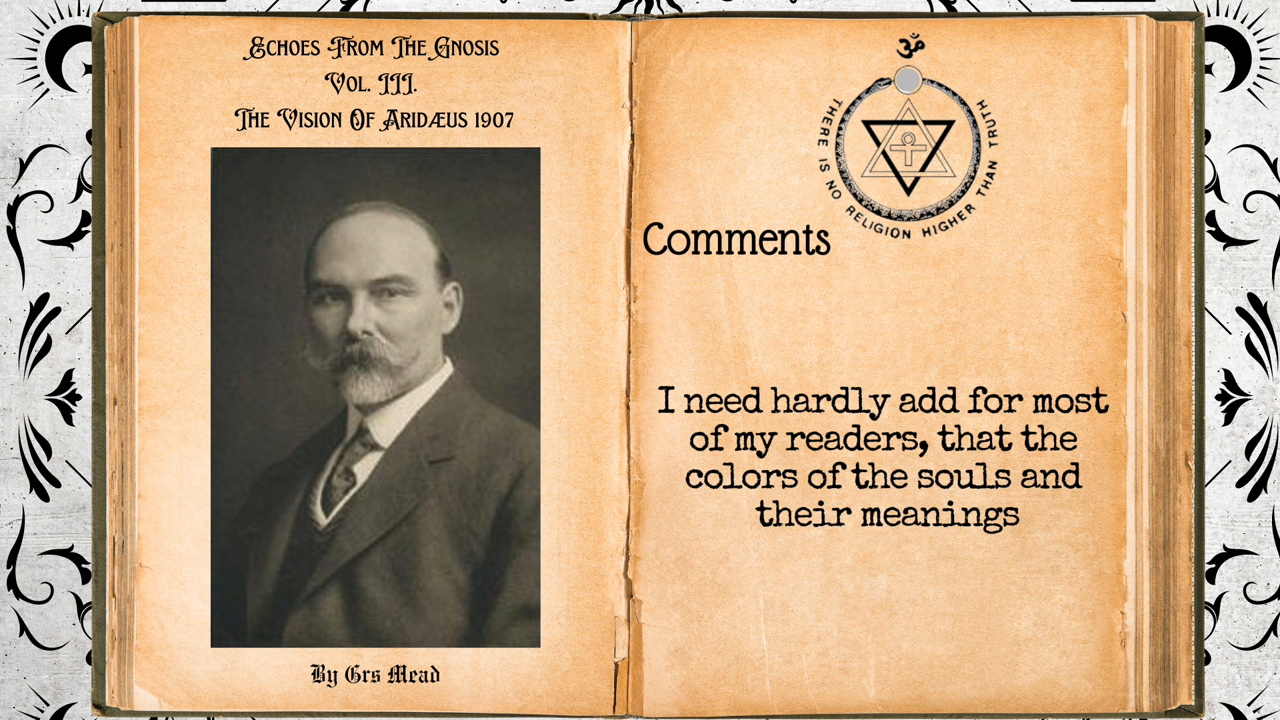 Echoes From The Gnosis
Vol. III.
The Vision Of Aridæus 1907
By Grs Mead
ॐ
THERE IS NO RELIGION HIGHER THAN TRUTH
Comments
I need hardly add for most
of my readers, that the
colors of the souls and
their meanings